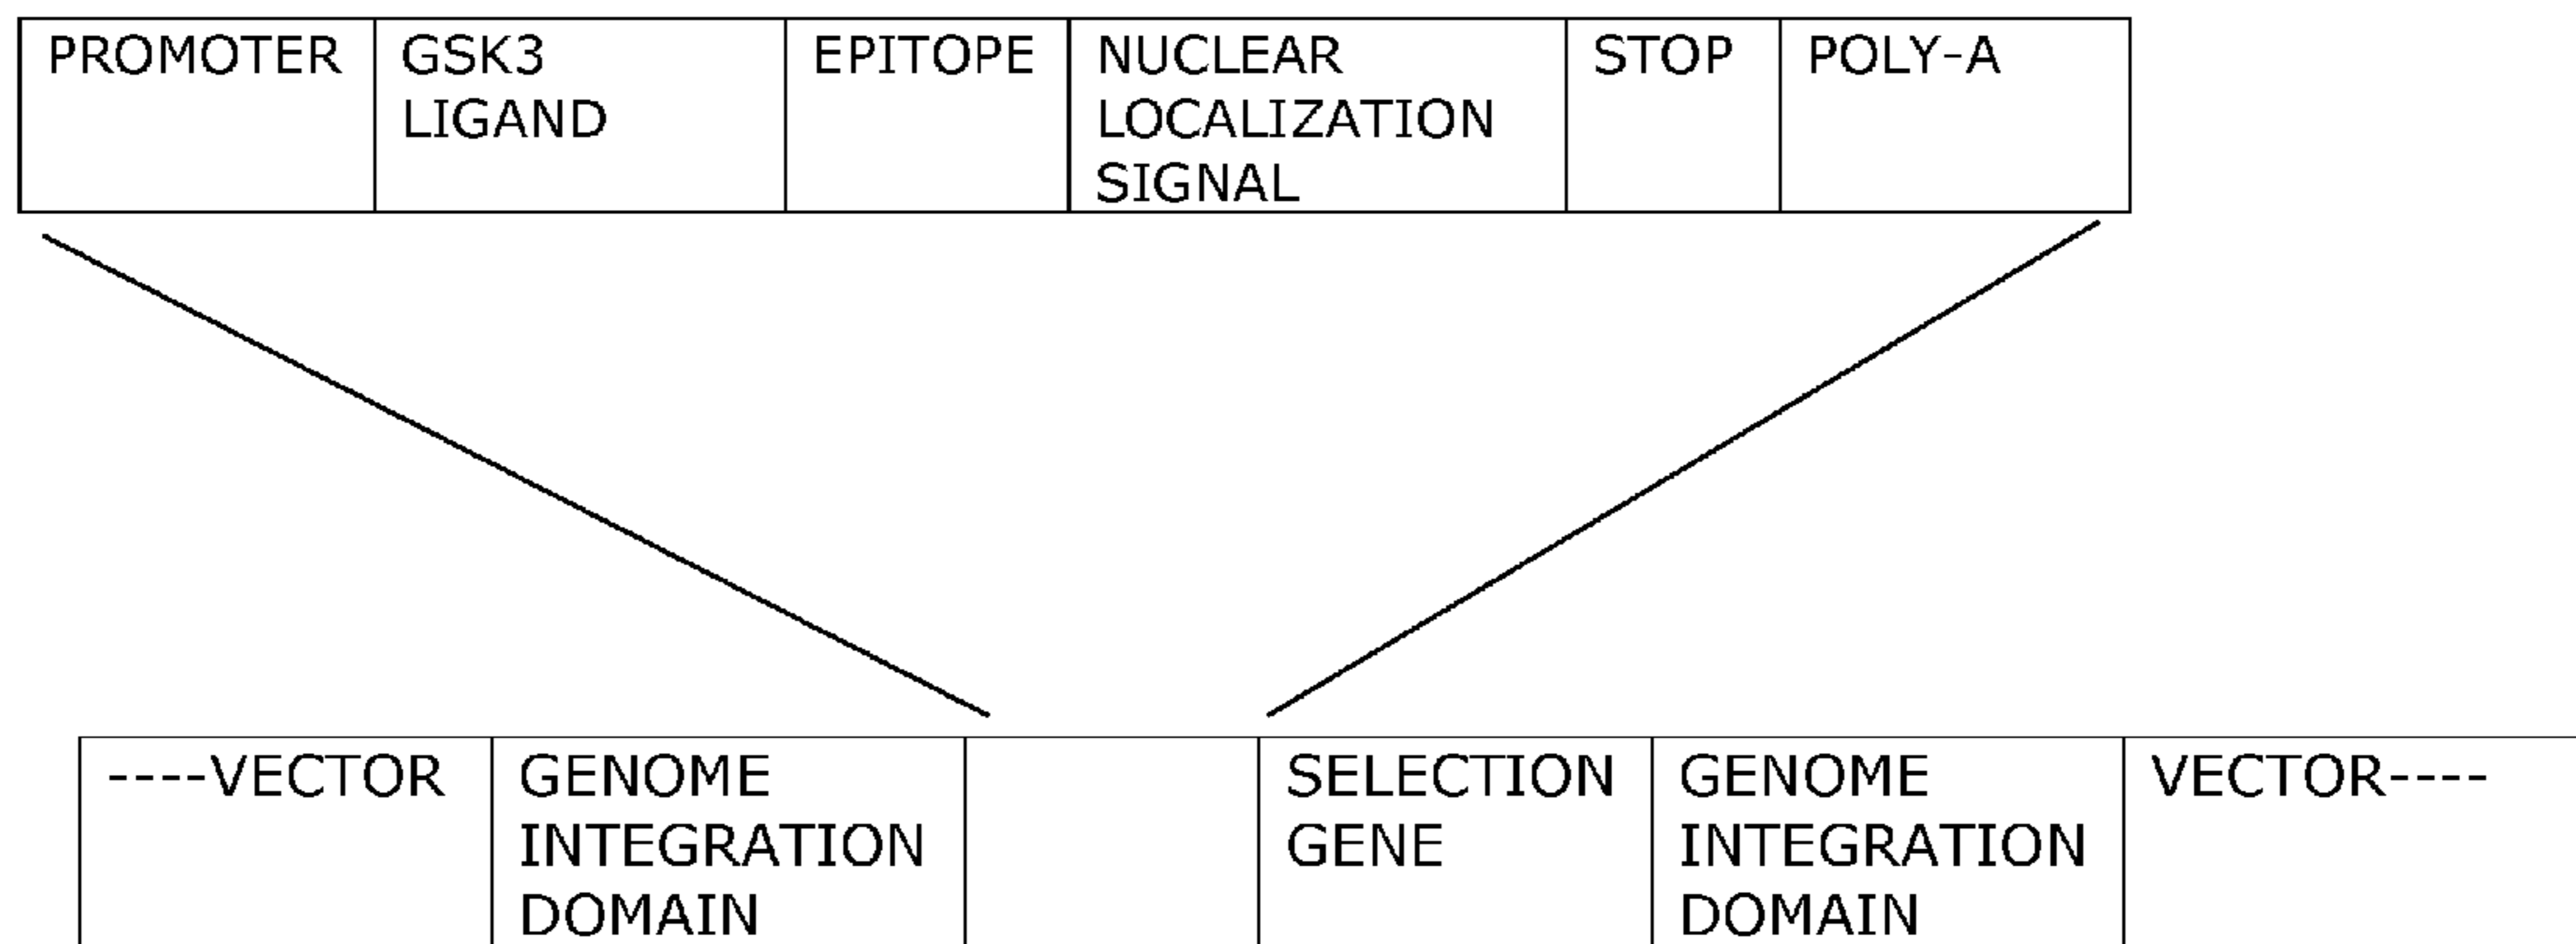 PROMOTER
GSK3
LIGAND
EPITOPE
NUCLEAR
LOCALIZATION
SIGNAL
STOP
POLY-A
----VECTOR
GENOME
INTEGRATION
DOMAIN
SELECTION
GENE
GENOME
INTEGRATION
DOMAIN
VECTOR----